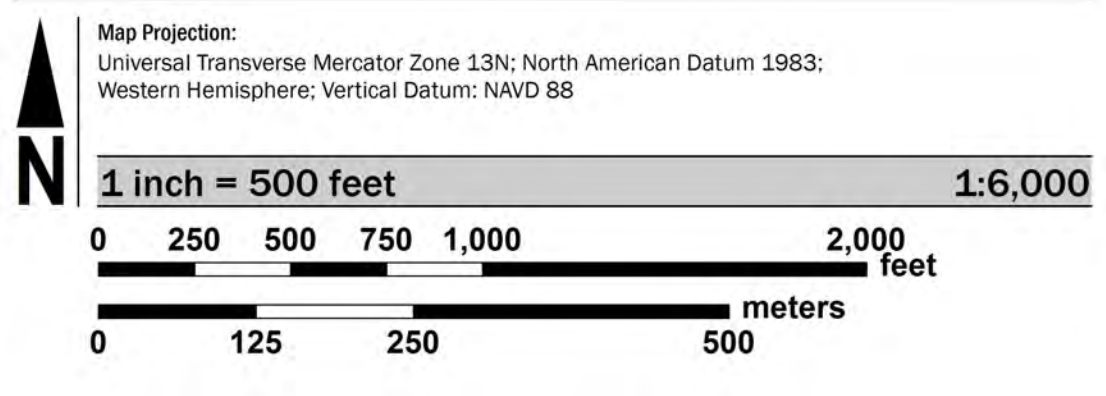 Map Projection:
Universal Transverse Mercator Zone 13N; North American Datum 1983;
Western Hemisphere; Vertical Datum: NAVD 88
N
1 inch = 500 feet 1:6,000
0 250 500 750 1,000 2,000
feet
meters
0 125 250 500